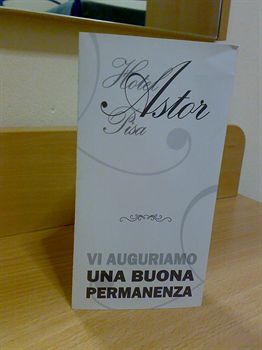 Hotel
Astor
Pisa
VI AUGURIAMO
UNA BUONA
PERMANENZA